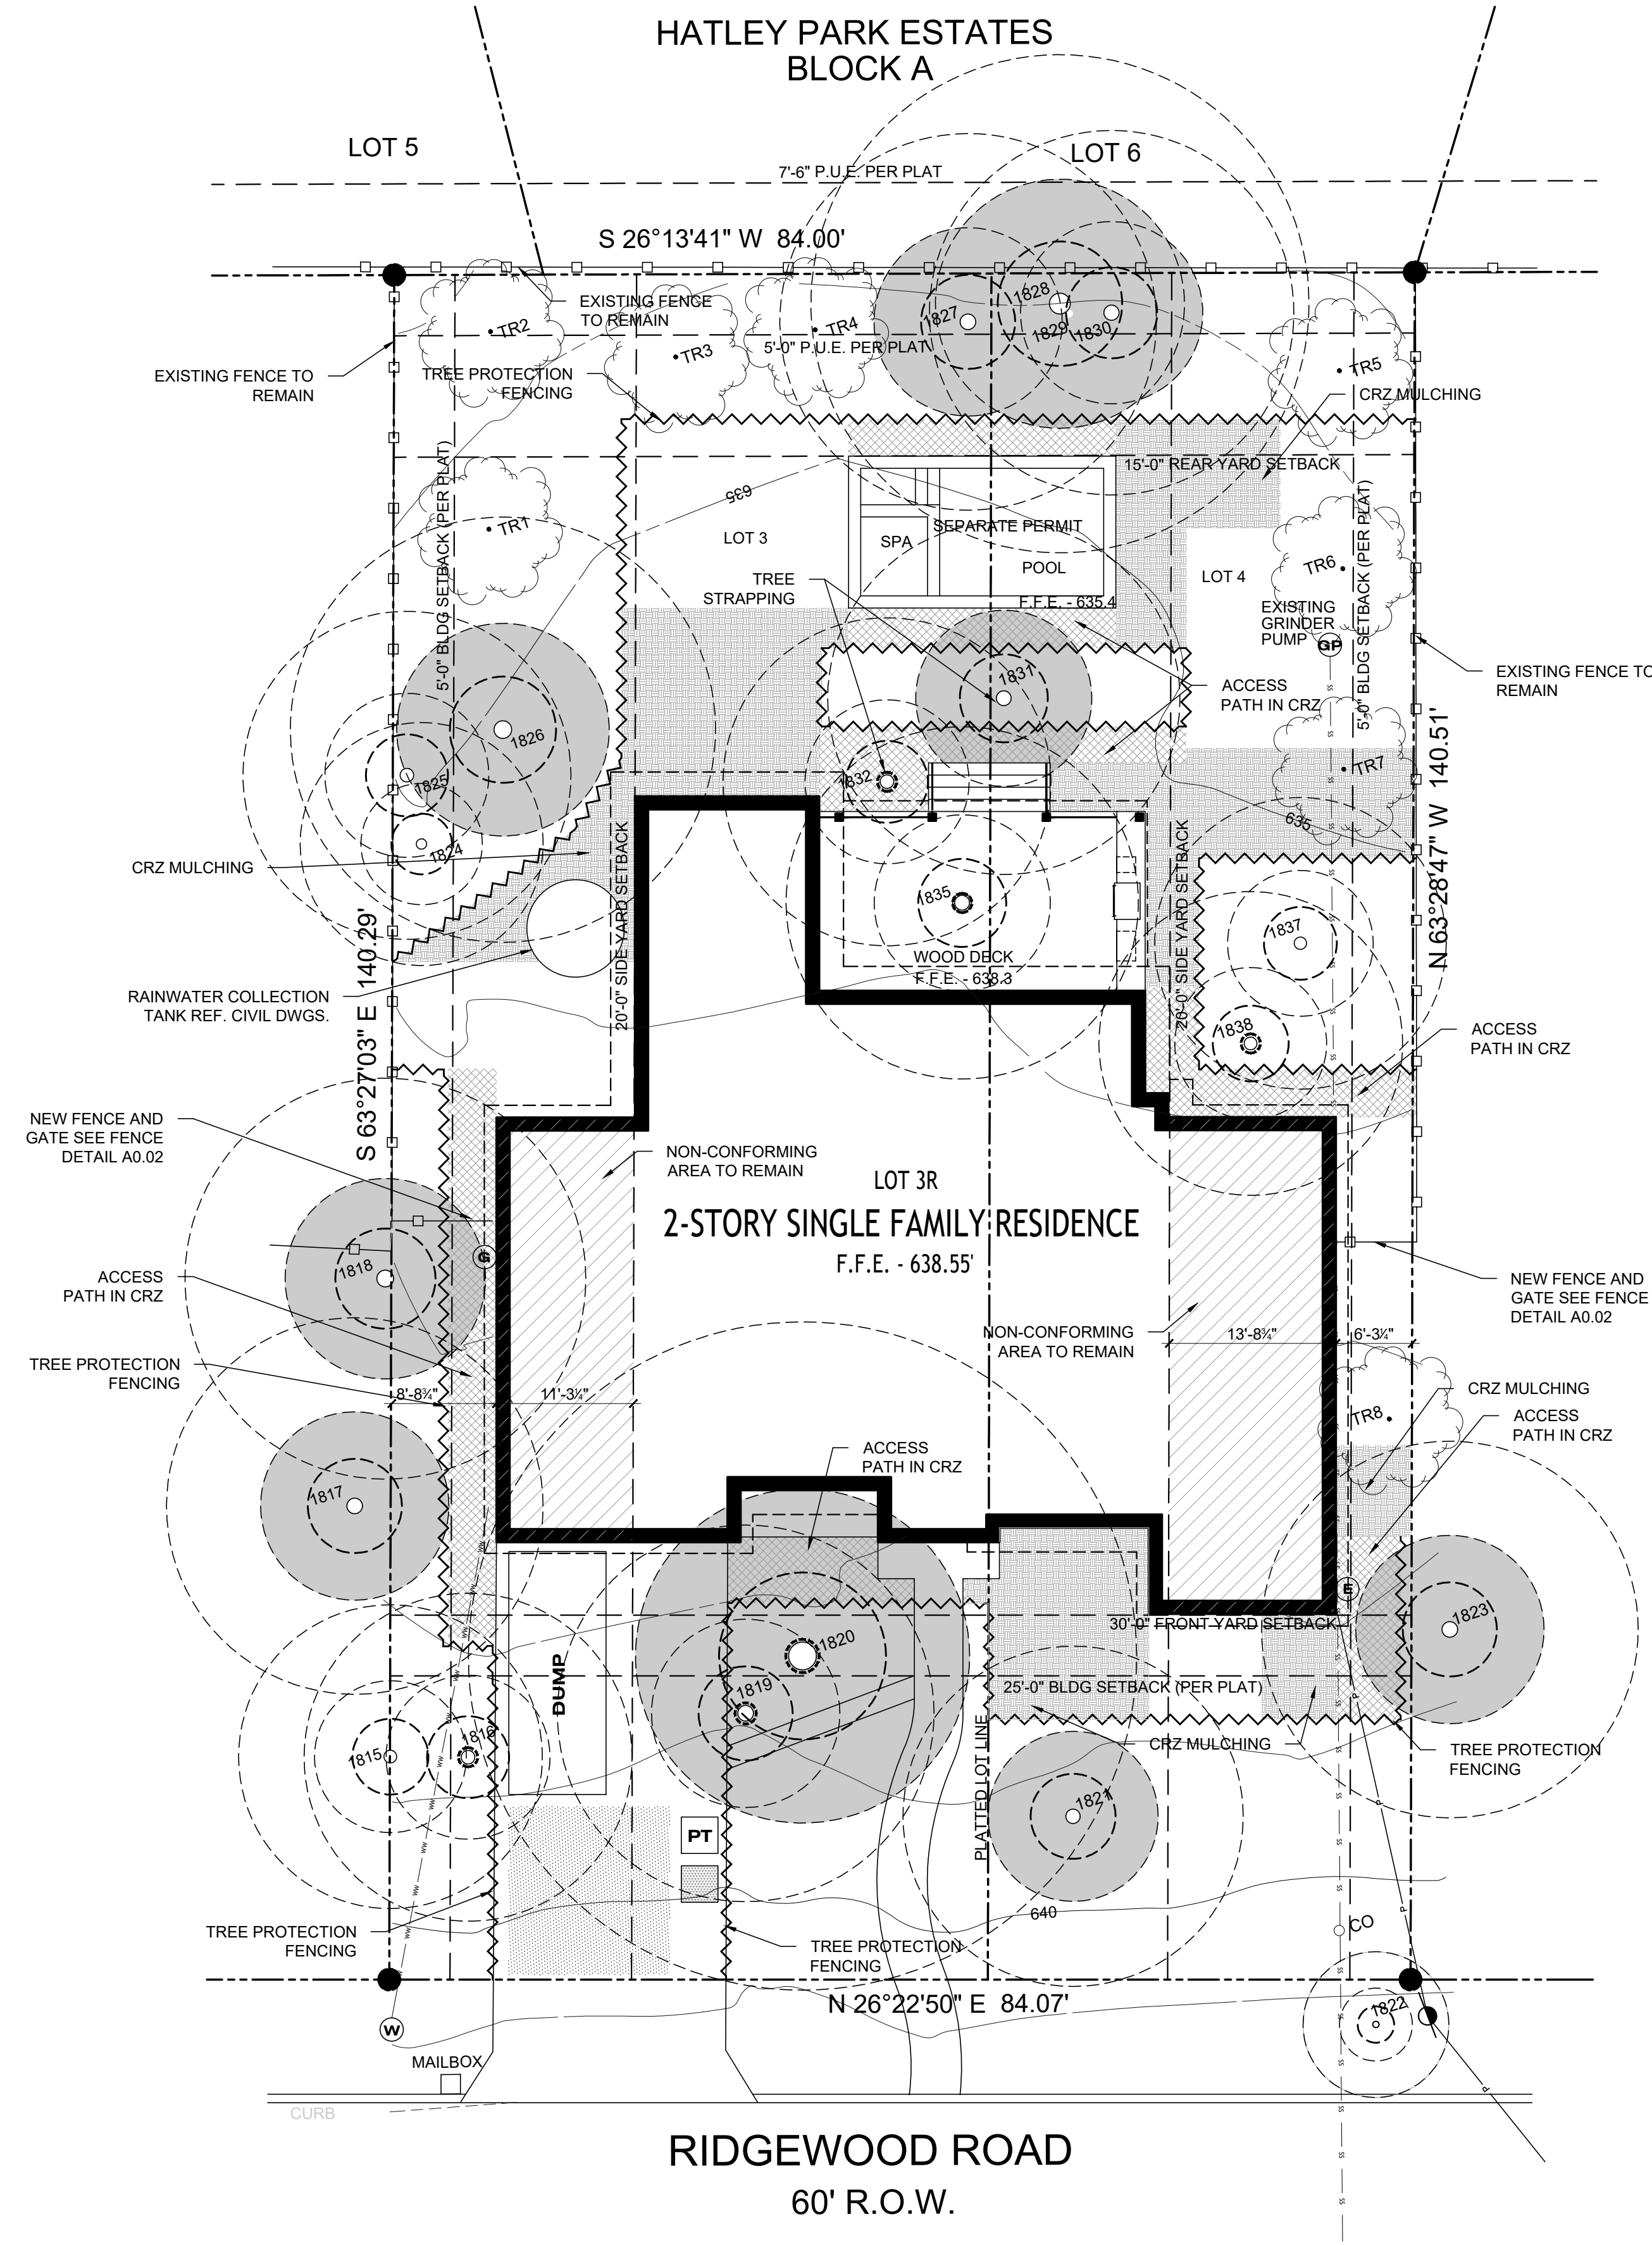 HATLEY PARK ESTATES
BLOCK A
LOT 5
LOT 6
7'-6" P.U.E. PER PLAT
S 26°13'41" W  84.00'
EXISTING FENCE
TO REMAIN
TR2
TR3
TR4
1827
1828
1829
1830
5'-0" P.U.E. PER PLAT
TR5
EXISTING FENCE TO
REMAIN
TREE PROTECTION
FENCING
CRZ MULCHING
15'-0" REAR YARD SETBACK
5'-0" BLDG SETBACK (PER PLAT)
635
TR1
LOT 3
SEPARATE PERMIT
SPA
POOL
LOT 4
TR6
5'-0" BLDG SETBACK (PER PLAT)
TREE
STRAPPING
F.F.E. - 635.4
EXISTING
GRINDER
PUMP
GP
EXISTING FENCE TO
REMAIN
ACCESS
PATH IN CRZ
1831
1826
1825
1824
1832
TR7
635
N 63°28'47" W  140.51'
CRZ MULCHING
20'-0" SIDE YARD SETBACK
1835
WOOD DECK
F.F.E. - 638.3
20'-0" SIDE YARD SETBACK
1837
1838
RAINWATER COLLECTION
TANK REF. CIVIL DWGS.
S 63°27'03" E  140.29'
ACCESS
PATH IN CRZ
NEW FENCE AND
GATE SEE FENCE
DETAIL A0.02
NON-CONFORMING
AREA TO REMAIN
LOT 3R
2-STORY SINGLE FAMILY RESIDENCE
F.F.E. - 638.55'
G
1818
ACCESS
PATH IN CRZ
NEW FENCE AND
GATE SEE FENCE
DETAIL A0.02
NON-CONFORMING
AREA TO REMAIN
13'-8¾"
6'-3¼"
TREE PROTECTION
FENCING
8'-8¾"
11'-3¼"
CRZ MULCHING
TR8
ACCESS
PATH IN CRZ
ACCESS
PATH IN CRZ
1817
E
1823
30'-0" FRONT YARD SETBACK
1820
1819
DUMP
25'-0" BLDG SETBACK (PER PLAT)
PLATTED LOT LINE
CRZ MULCHING
TREE PROTECTION
FENCING
1815
1816
1821
PT
640
CO
TREE PROTECTION
FENCING
TREE PROTECTION
FENCING
N 26°22'50" E  84.07'
1822
W
MAILBOX
CURB
RIDGEWOOD ROAD
60' R.O.W.